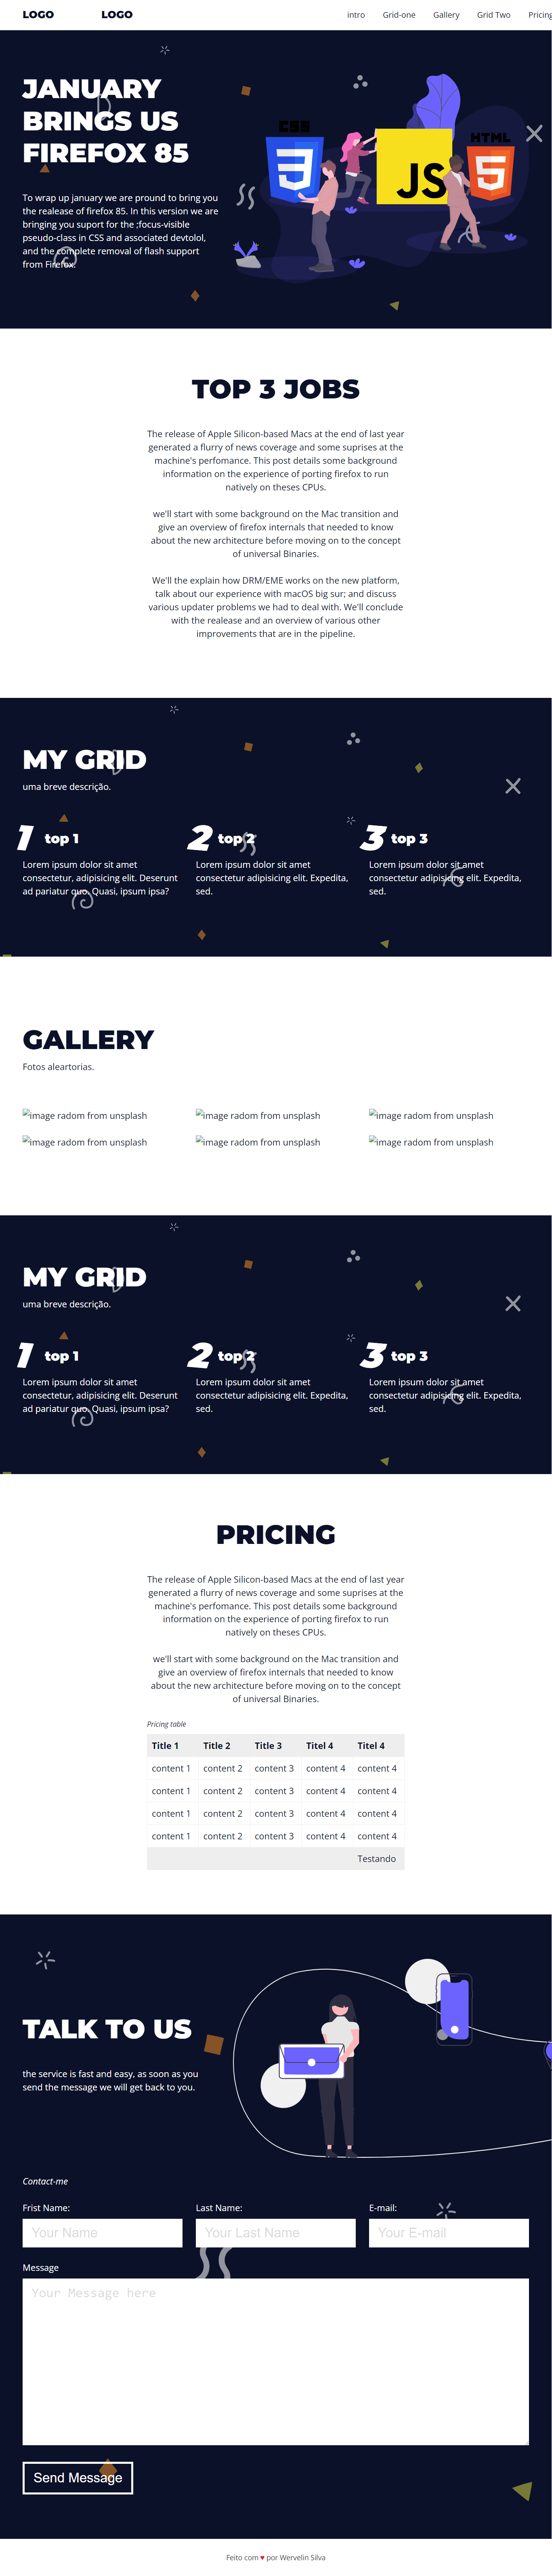 LOGO LOGO intro Grid-one Gallery Grid Two Pricing
JANUARY
BRINGS US
FIREFOX 85
To wrap up january we are pround to bring you
the realease of firefox 85. In this version we are
bringing you suport for the ;focus-visible
pseudo-class in CSS and associated devtolol,
and the complete removal of flash support
from Firefox.
CSS
3
JS
HTML
5
TOP 3 JOBS
The release of Apple Silicon-based Macs at the end of last year
generated a flurry of news coverage and some suprises at the
machine's perfomance. This post details some background
information on the experience of porting firefox to run
natively on theses CPUs.
we'll start with some background on the Mac transition and
give an overview of firefox internals that needed to know
about the new architecture before moving on to the concept
of universal Binaries.
We'll the explain how DRM/EME works on the new platform,
talk about our experience with macOS big sur; and discuss
various updater problems we had to deal with. We'll conclude
with the realease and an overview of various other
improvements that are in the pipeline.
MY GRID
uma breve descrição.
1 top 1
Lorem ipsum dolor sit amet
consectetur, adipisicing elit. Deserunt
ad pariatur quo. Quasi, ipsum ipsa?
2 top 2
Lorem ipsum dolor sit amet
consectetur adipisicing elit. Expedita,
sed.
3 top 3
Lorem ipsum dolor sit amet
consectetur adipisicing elit. Expedita,
sed.
GALLERY
Fotos aleartorias.
image radom from unsplash image radom from unsplash image radom from unsplash
image radom from unsplash image radom from unsplash image radom from unsplash
MY GRID
uma breve descrição.
1 top 1
Lorem ipsum dolor sit amet
consectetur, adipisicing elit. Deserunt
ad pariatur quo. Quasi, ipsum ipsa?
2 top 2
Lorem ipsum dolor sit amet
consectetur adipisicing elit. Expedita,
sed.
3 top 3
Lorem ipsum dolor sit amet
consectetur adipisicing elit. Expedita,
sed.
PRICING
The release of Apple Silicon-based Macs at the end of last year
generated a flurry of news coverage and some suprises at the
machine's perfomance. This post details some background
information on the experience of porting firefox to run
natively on theses CPUs.
we'll start with some background on the Mac transition and
give an overview of firefox internals that needed to know
about the new architecture before moving on to the concept
of universal Binaries.
Pricing table
Title 1 Title 2 Title 3 Titel 4 Titel 4
content 1 content 2 content 3 content 4 content 4
content 1 content 2 content 3 content 4 content 4
content 1 content 2 content 3 content 4 content 4
content 1 content 2 content 3 content 4 content 4
Testando
TALK TO US
the service is fast and easy, as soon as you
send the message we will get back to you.
Contact-me
Frist Name: Last Name: E-mail:
Your Name Your Last Name Your E-mail
Message
Your Message here
Send Message
Feito com ♥ por Wervelin Silva